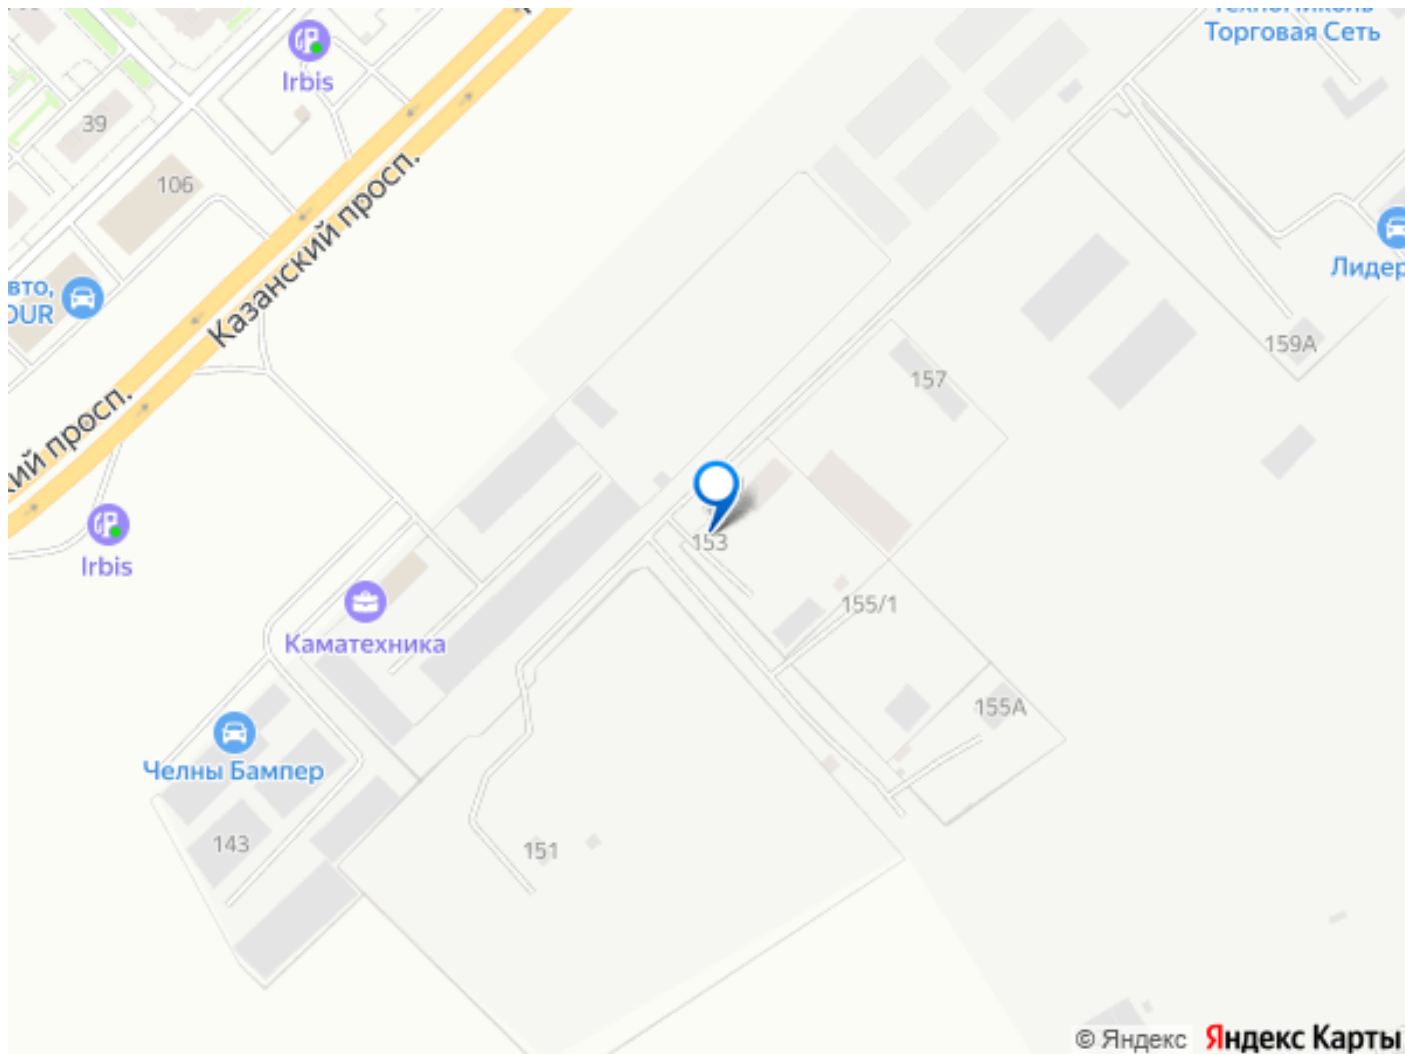 Торговая Сеть
Irbis
39
106
Казанский просп.
Лидер
вто,
OUR
159А
157
ий просп.
Irbis
153
155/1
Каматехника
155А
Челны Бампер
143
151
© Яндекс
Яндекс Карты